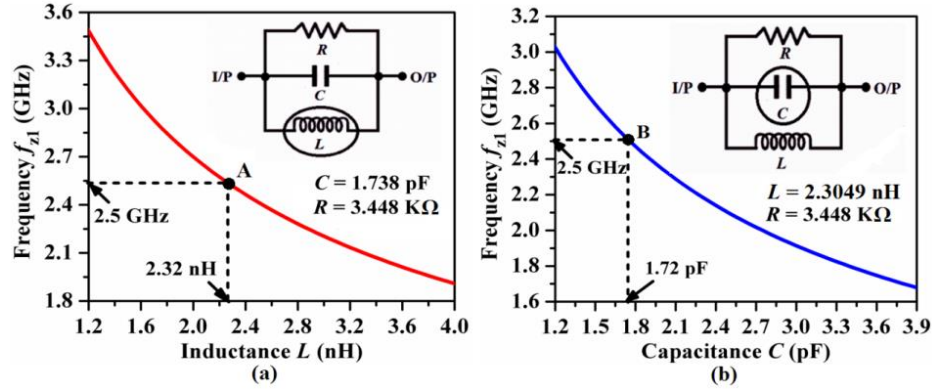 3.6
3.3
3.0
2.7
2.4
2.1
1.8
Frequency fz1 (GHz)
R
I/P
O/P
C
L
A
C = 1.738 pF
R = 3.448 KΩ
2.5 GHz
2.32 nH
1.2 1.6 2.0 2.4 2.8 3.2 3.6 4.0
Inductance L (nH)
(a)
3.2
3.0
2.8
2.6
2.4
2.2
2.0
1.8
1.6
Frequency fz1 (GHz)
R
I/P
O/P
C
L
B
2.5 GHz
L = 2.3049 nH
R = 3.448 KΩ
1.72 pF
1.2 1.5 1.8 2.1 2.4 2.7 3.0 3.3 3.6 3.9
Capacitance C (pF)
(b)